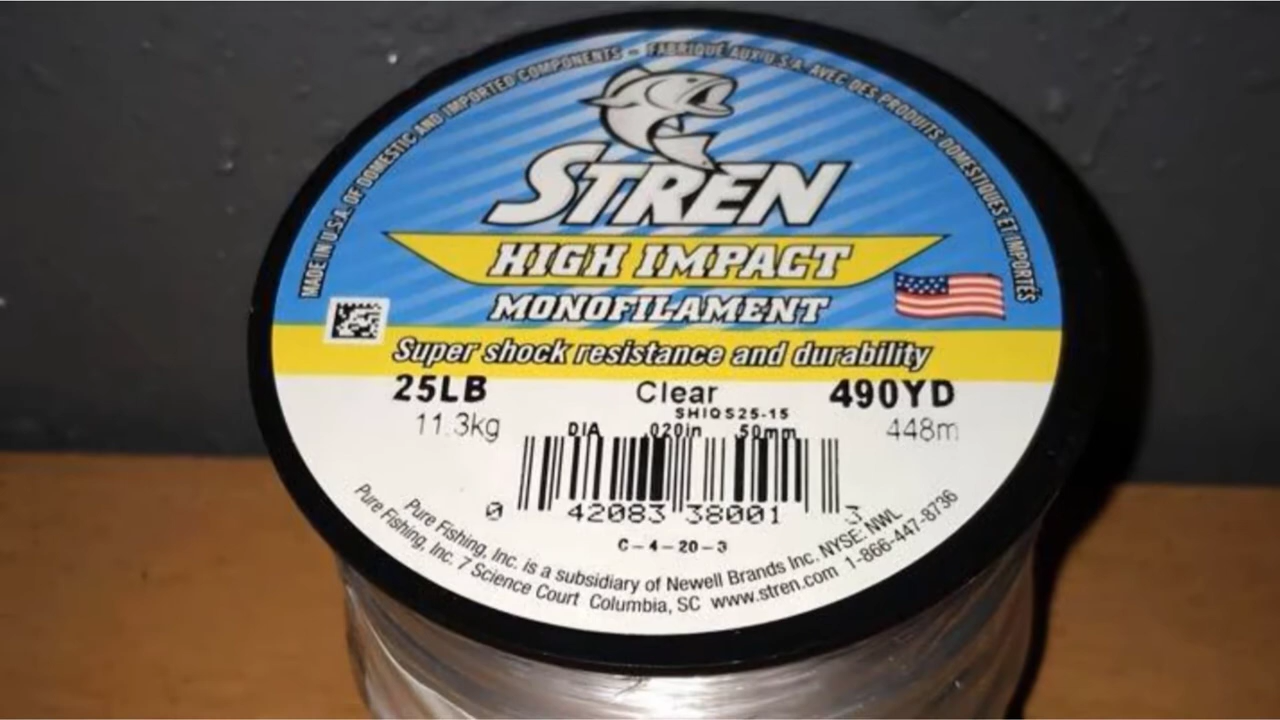 MADE IN U.S.A. OF DOMESTIC AND IMPORTED COMPONENTS – FABRIQUÉ AUX U.S.A. AVEC DES PRODUITS DOMESTIQUES ET IMPORTÉS
STREN
HIGH IMPACT
MONOFILAMENT
Super shock resistance and durability
25LB Clear 490YD
SHIQS25-15
11.3kg DIA .020in .50mm 448m
0 42083 38001 3
C-4-20-3
Pure Fishing, Inc. is a subsidiary of Newell Brands Inc. NYSE: NWL
Pure Fishing, Inc. 7 Science Court Columbia, SC www.stren.com 1-866-447-8736